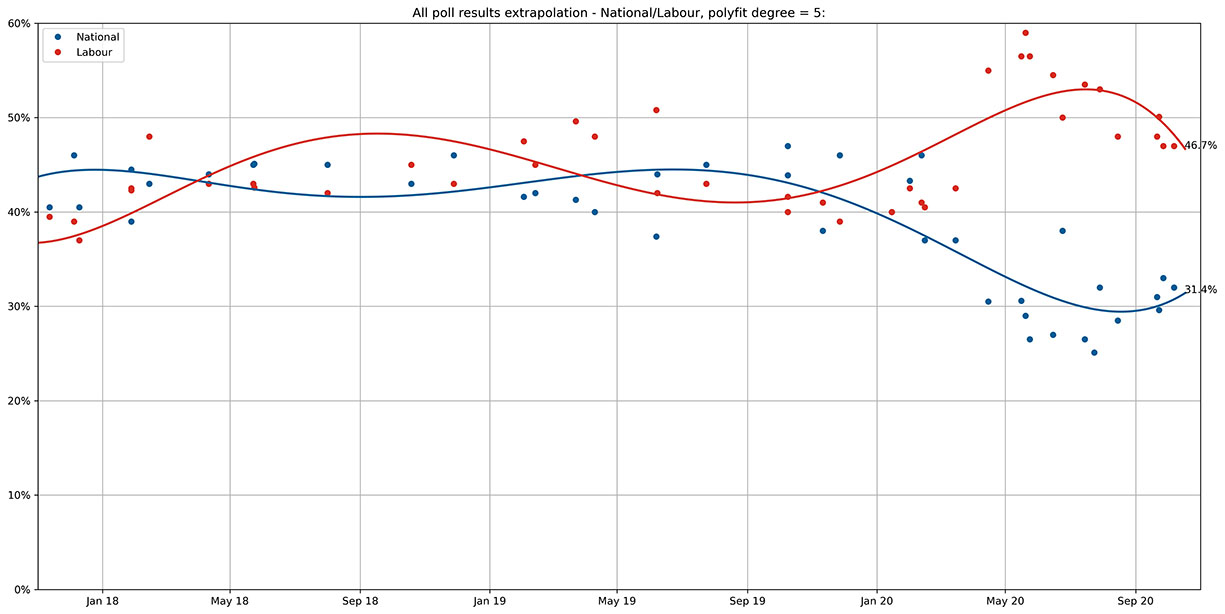 All poll results extrapolation - National/Labour, polyfit degree = 5:
60%
National
Labour
50%
46.7%
40%
30%
31.4%
20%
10%
0%
Jan 18 May 18 Sep 18 Jan 19 May 19 Sep 19 Jan 20 May 20 Sep 20